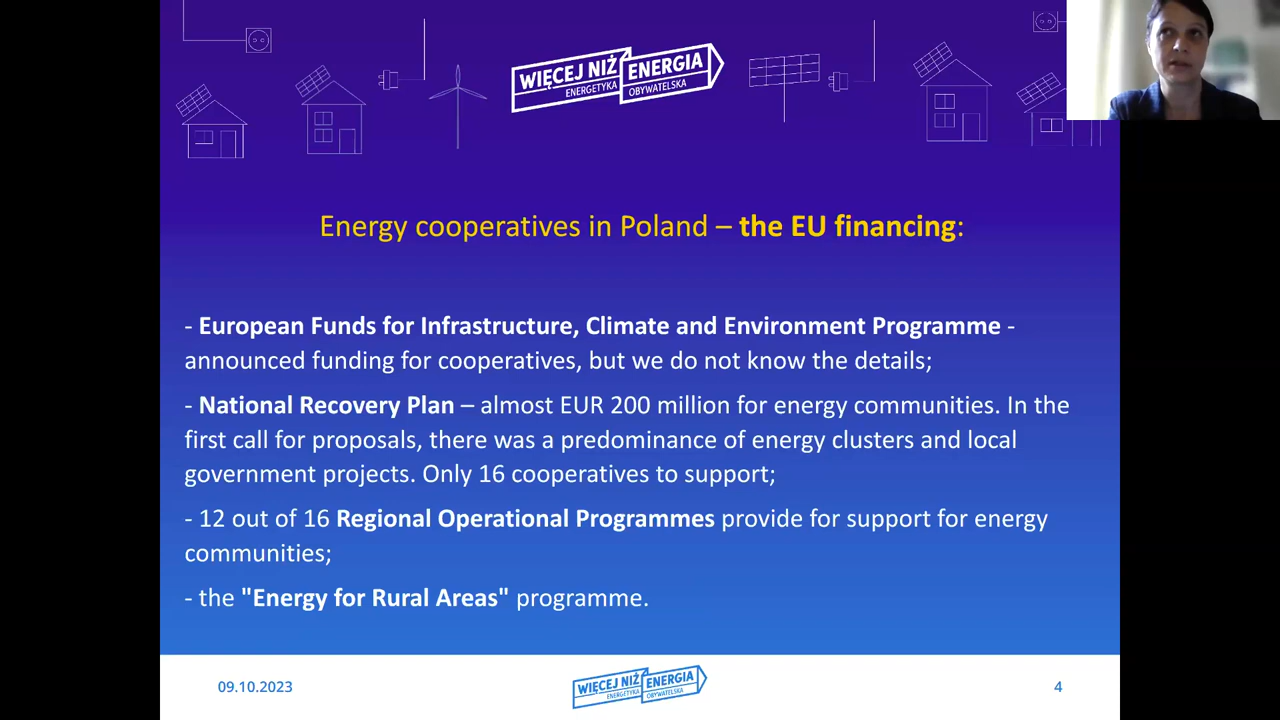 WIĘCEJ NIŻ ENERGIA
ENERGETYKA OBYWATELSKA
Energy cooperatives in Poland – the EU financing:
- European Funds for Infrastructure, Climate and Environment Programme -
announced funding for cooperatives, but we do not know the details;
- National Recovery Plan – almost EUR 200 million for energy communities. In the
first call for proposals, there was a predominance of energy clusters and local
government projects. Only 16 cooperatives to support;
- 12 out of 16 Regional Operational Programmes provide for support for energy
communities;
- the "Energy for Rural Areas" programme.
09.10.2023
WIĘCEJ NIŻ ENERGIA
ENERGETYKA OBYWATELSKA
4